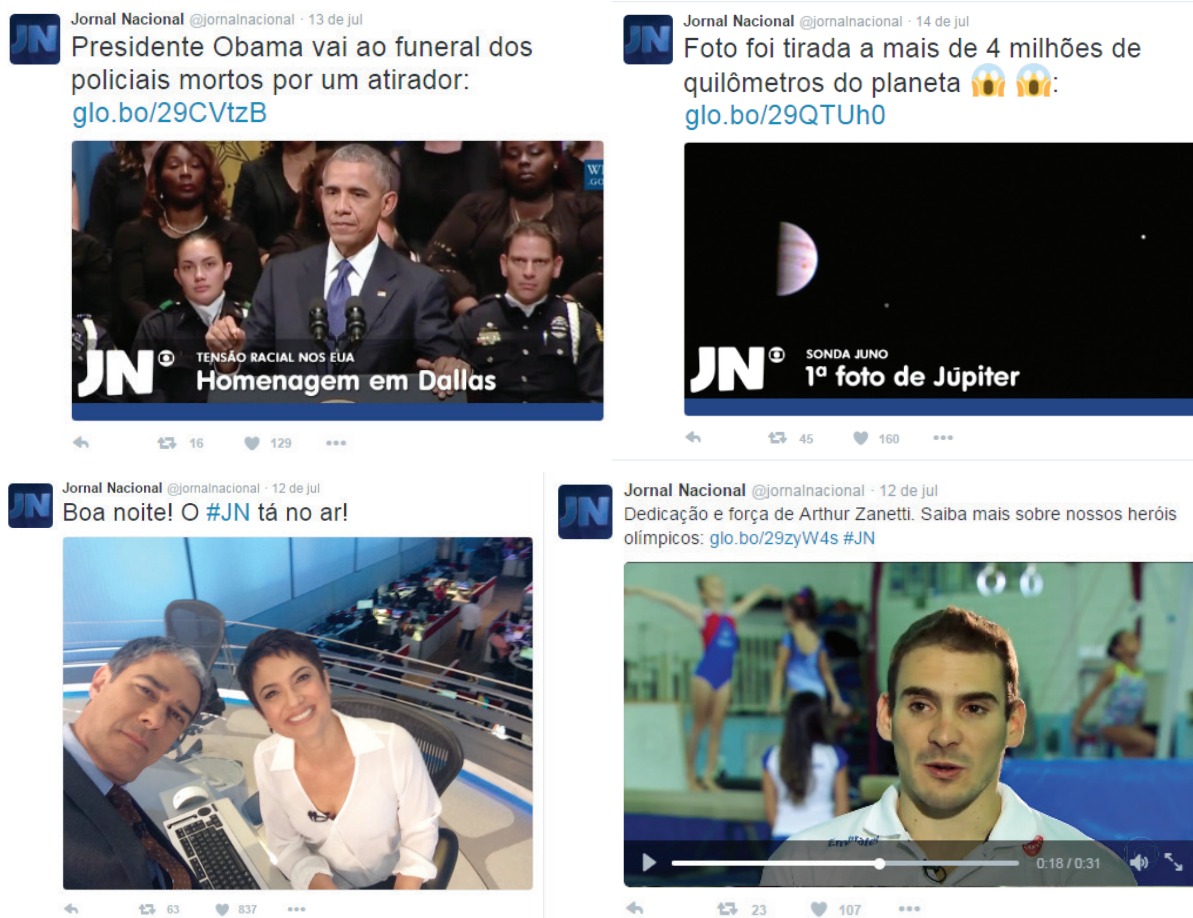 JN
Jornal Nacional @jornalnacional · 13 de jul
Presidente Obama vai ao funeral dos
policiais mortos por um atirador:
glo.bo/29CVtzB
JN
TENSÃO RACIAL NOS EUA
Homenagem em Dallas
16 129
JN
Jornal Nacional @jornalnacional · 14 de jul
Foto foi tirada a mais de 4 milhões de
quilômetros do planeta 😱 😱:
glo.bo/29QTUh0
JN
SONDA JUNO
1ª foto de Júpiter
45 160
JN
Jornal Nacional @jornalnacional · 12 de jul
Boa noite! O #JN tá no ar!
63 837
JN
Jornal Nacional @jornalnacional · 12 de jul
Dedicação e força de Arthur Zanetti. Saiba mais sobre nossos heróis
olímpicos: glo.bo/29zyW4s #JN
0:18 / 0:31
23 107